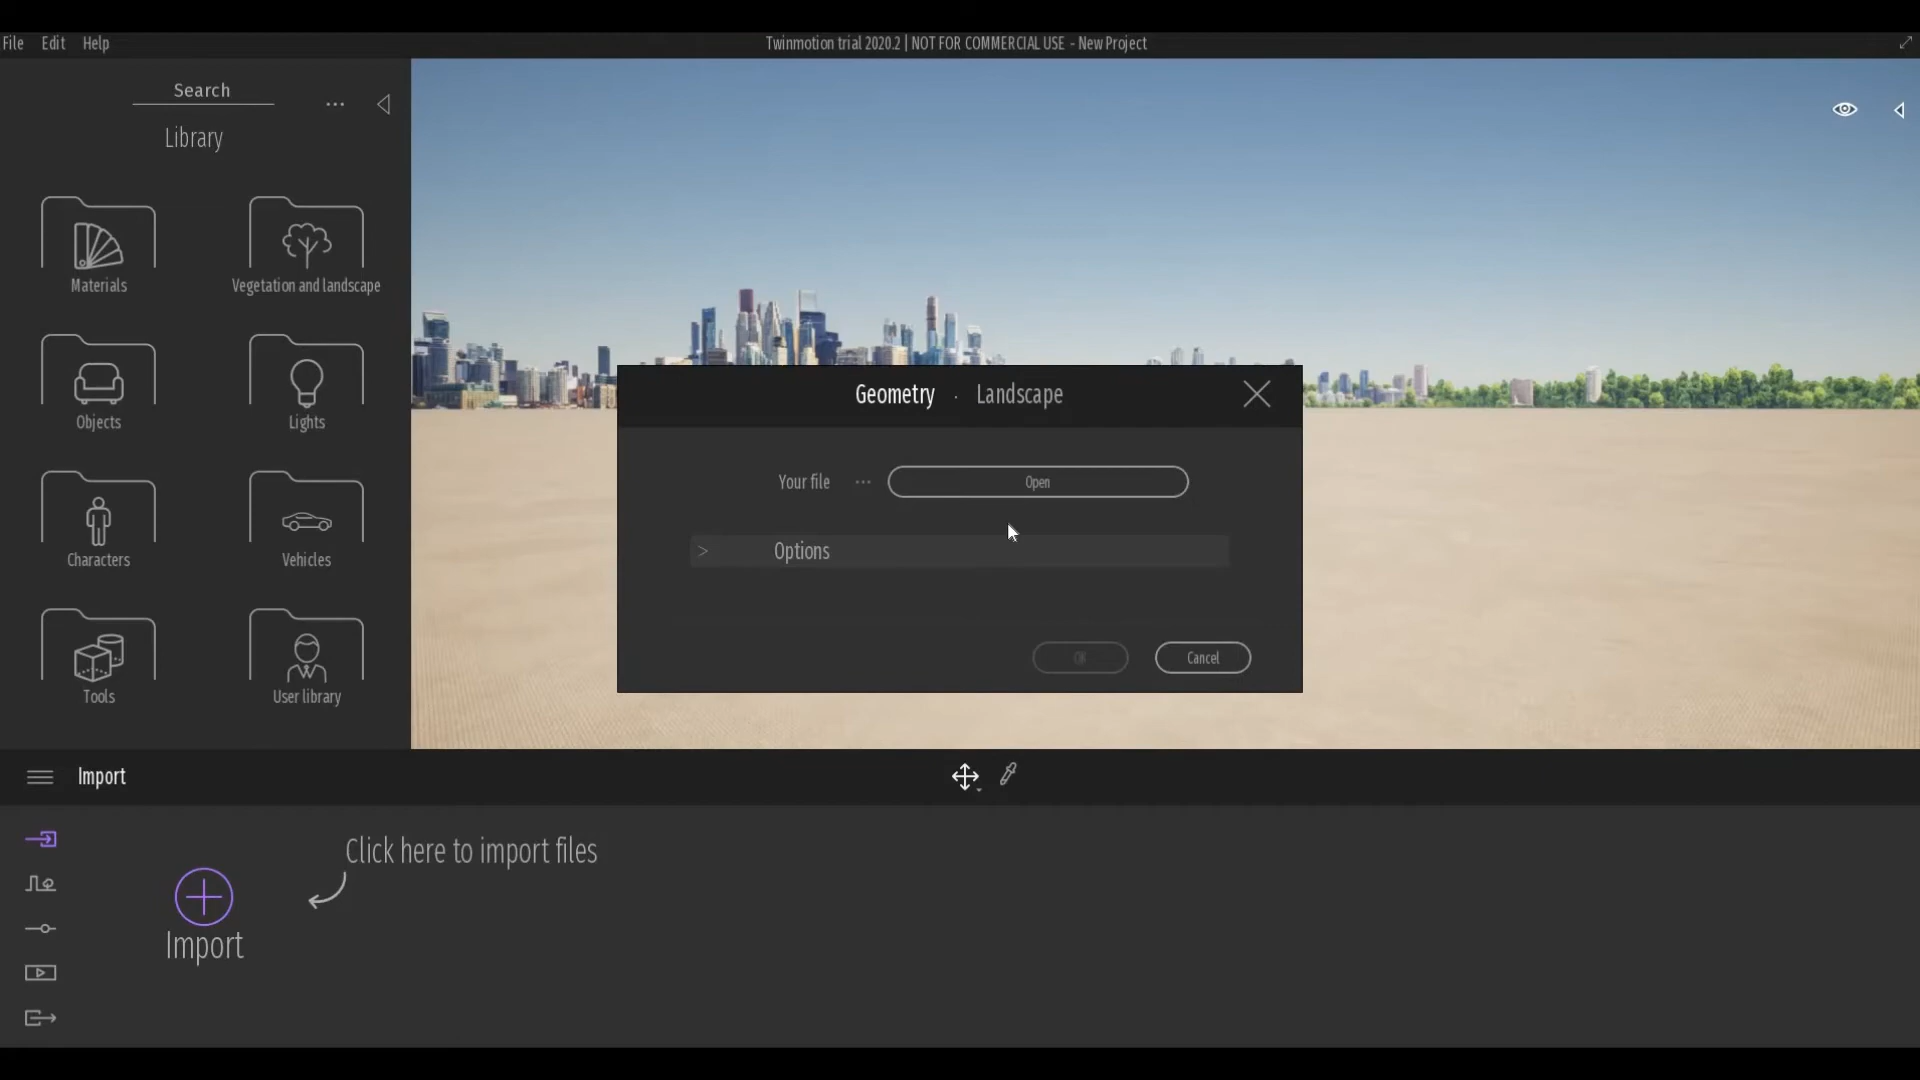 File Edit Help
Twinmotion trial 2020.2 | NOT FOR COMMERCIAL USE - New Project
Search
...
Library
Materials
Vegetation and landscape
Objects
Lights
Characters
Vehicles
Tools
User library
Geometry . Landscape
Your file ... Open
> Options
OK
Cancel
Import
Click here to import files
Import